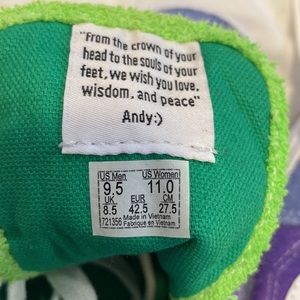 "From the crown of your
head to the souls of your
feet, we wish you love,
wisdom, and peace"
Andy:)
US Men US Women
9.5 11.0
UK EUR CM
8.5 42.5 27.5
721356 Made in Vietnam
Fabrique en Vietnam